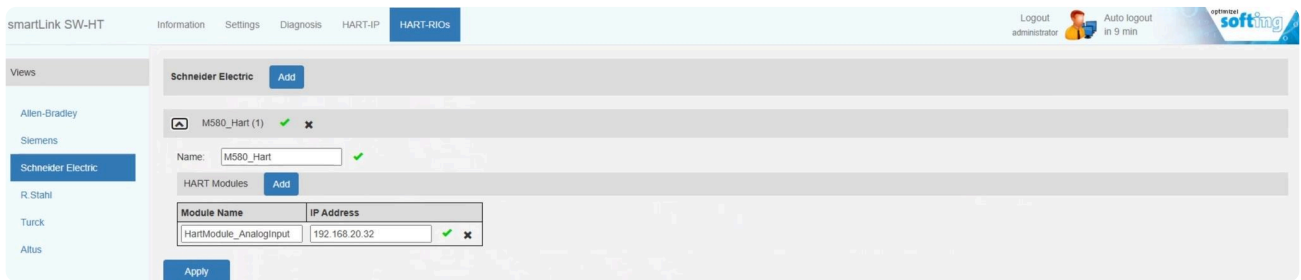 smartLink SW-HT
Information Settings Diagnosis HART-IP HART-RIOs
Logout
administrator
Auto logout
in 9 min
optimize!
softing
Views
Allen-Bradley
Siemens
Schneider Electric
R.Stahl
Turck
Altus
Schneider Electric Add
M580_Hart (1)
Name: M580_Hart
HART Modules Add
Module Name IP Address
HartModule_AnalogInput 192.168.20.32
Apply